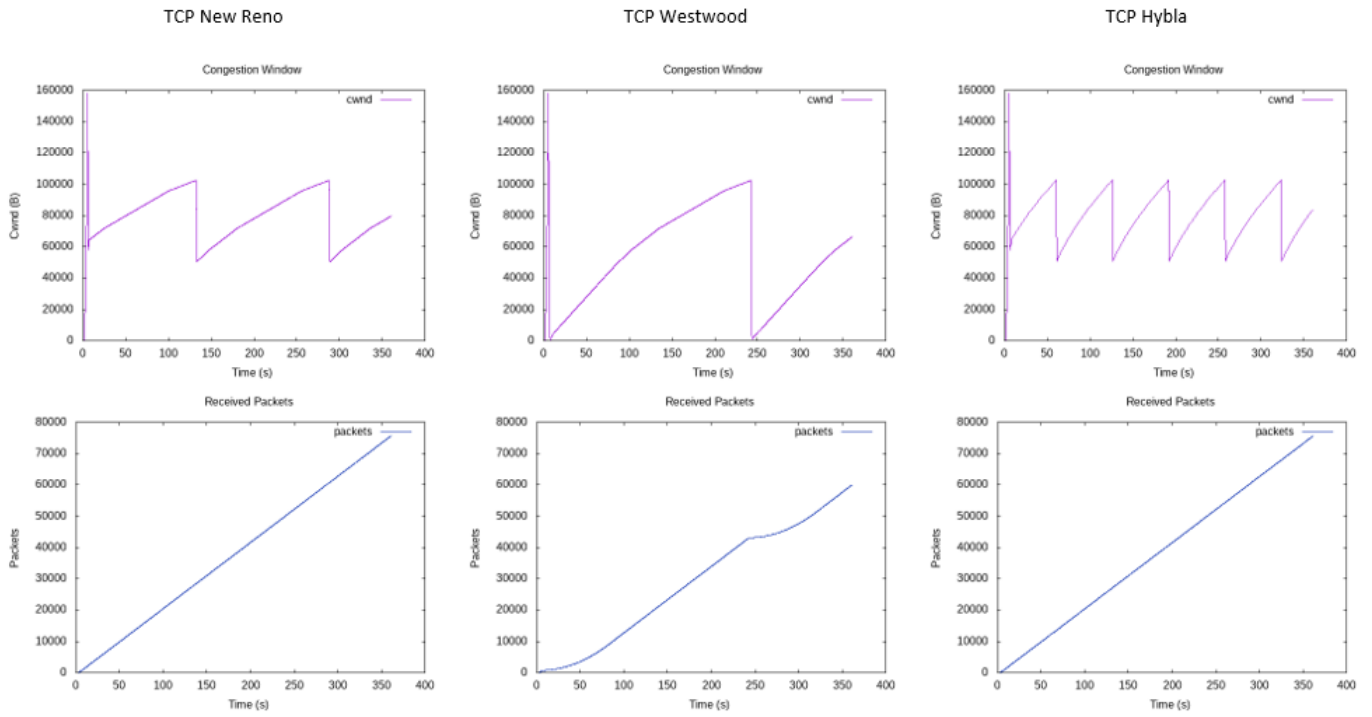 TCP New Reno
TCP Westwood
TCP Hybla
Congestion Window
cwnd
160000
140000
120000
100000
80000
60000
40000
20000
0
Cwnd (B)
0 50 100 150 200 250 300 350 400
Time (s)
Congestion Window
cwnd
160000
140000
120000
100000
80000
60000
40000
20000
0
Cwnd (B)
0 50 100 150 200 250 300 350 400
Time (s)
Congestion Window
cwnd
160000
140000
120000
100000
80000
60000
40000
20000
0
Cwnd (B)
0 50 100 150 200 250 300 350 400
Time (s)
Received Packets
packets
80000
70000
60000
50000
40000
30000
20000
10000
0
Packets
0 50 100 150 200 250 300 350 400
Time (s)
Received Packets
packets
80000
70000
60000
50000
40000
30000
20000
10000
0
Packets
0 50 100 150 200 250 300 350 400
Time (s)
Received Packets
packets
80000
70000
60000
50000
40000
30000
20000
10000
0
Packets
0 50 100 150 200 250 300 350 400
Time (s)